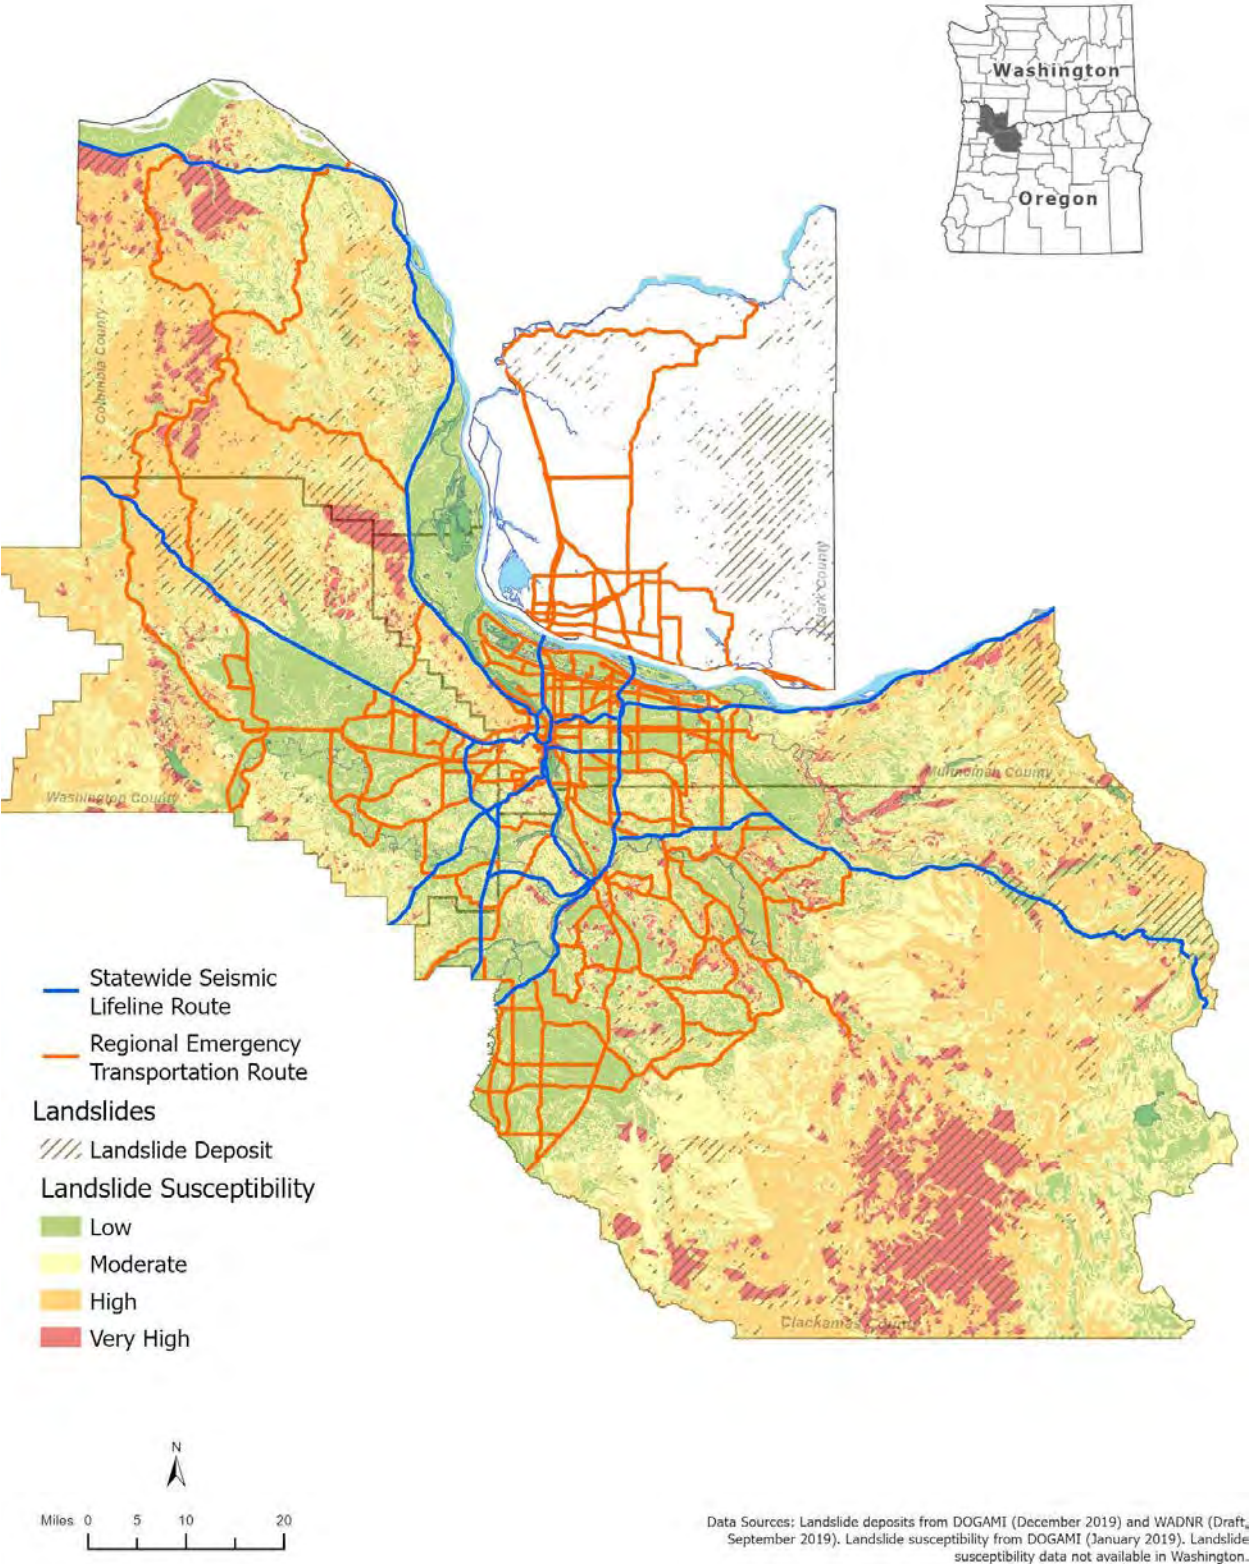 Washington
Oregon
Columbia County
Clark County
Multnomah County
Washington County
Statewide Seismic
Lifeline Route
Regional Emergency
Transportation Route
Landslides
Landslide Deposit
Landslide Susceptibility
Low
Moderate
High
Very High
Clackamas County
N
Miles 0 5 10 20
Data Sources: Landslide deposits from DOGAMI (December 2019) and WADNR (Draft,
September 2019). Landslide susceptibility from DOGAMI (January 2019). Landslide
susceptibility data not available in Washington.